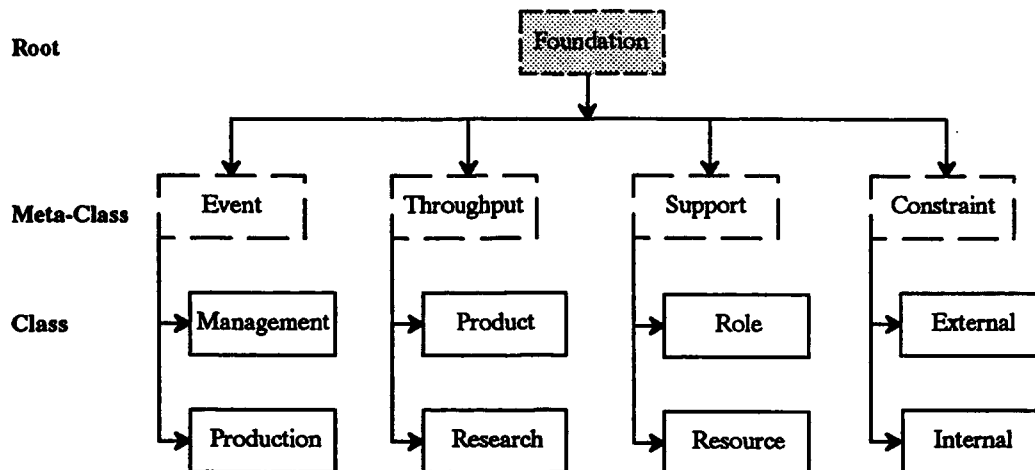 Root
Foundation
Meta-Class
Event
Throughput
Support
Constraint
Class
Management
Product
Role
External
Production
Research
Resource
Internal